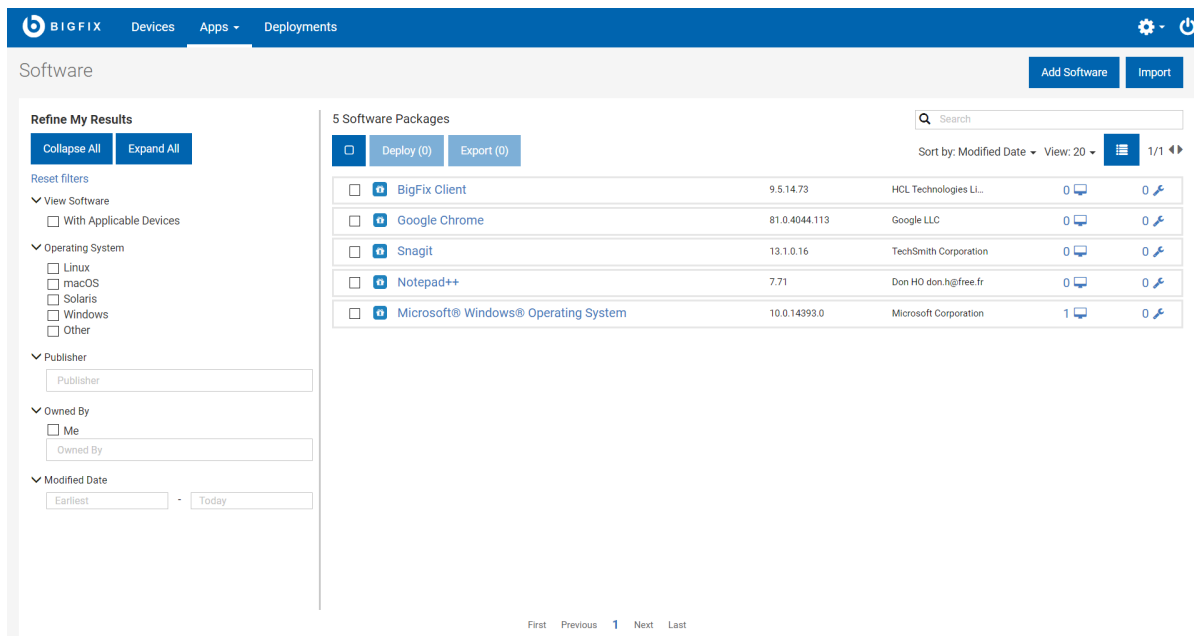 BIGFIX Devices Apps Deployments
Software
Add Software Import
Refine My Results
Collapse All Expand All
Reset filters
View Software
With Applicable Devices
Operating System
Linux
macOS
Solaris
Windows
Other
Publisher
Publisher
Owned By
Me
Owned By
Modified Date
Earliest - Today
5 Software Packages
Search
Deploy (0) Export (0)
Sort by: Modified Date View: 20 1/1
BigFix Client 9.5.14.73 HCL Technologies Li... 0 0
Google Chrome 81.0.4044.113 Google LLC 0 0
Snagit 13.1.0.16 TechSmith Corporation 0 0
Notepad++ 7.71 Don HO don.h@free.fr 0 0
Microsoft® Windows® Operating System 10.0.14393.0 Microsoft Corporation 1 0
First Previous 1 Next Last